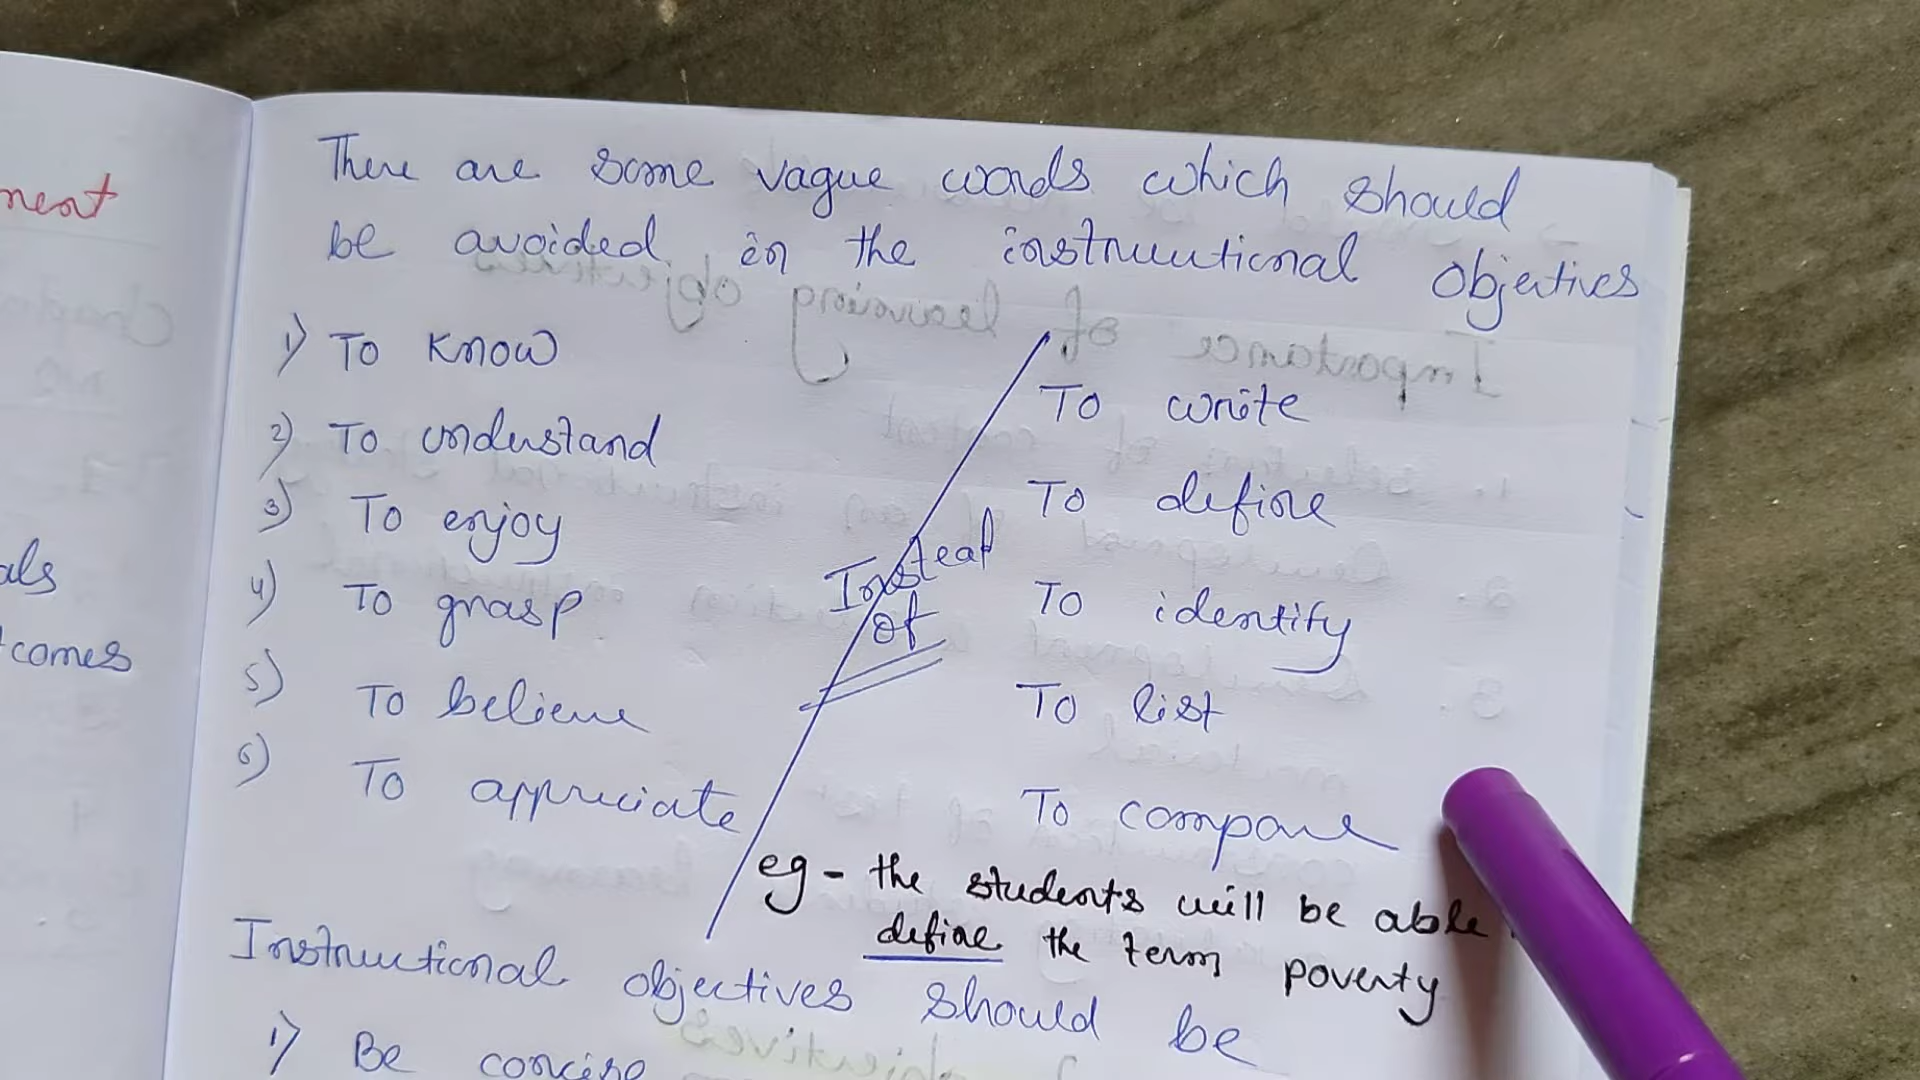 There are some vague words which should
be avoided in the instructional objectives
1) To know
2) To understand
3) To enjoy
4) To grasp
5) To believe
6) To appreciate
Instead
of
To write
To define
To identify
To list
To compare
eg - the students will be able
define the term poverty
Instructional objectives should be
1) Be concise
ment
als
tcomes